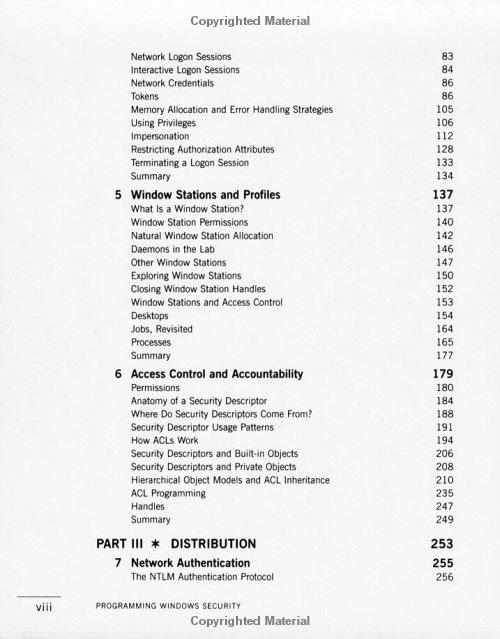 Copyrighted Material
Network Logon Sessions 83
Interactive Logon Sessions 84
Network Credentials 86
Tokens 86
Memory Allocation and Error Handling Strategies 105
Using Privileges 106
Impersonation 112
Restricting Authorization Attributes 128
Terminating a Logon Session 133
Summary 134
5 Window Stations and Profiles 137
What Is a Window Station? 137
Window Station Permissions 140
Natural Window Station Allocation 142
Daemons in the Lab 146
Other Window Stations 147
Exploring Window Stations 150
Closing Window Station Handles 152
Window Stations and Access Control 153
Desktops 154
Jobs, Revisited 164
Processes 165
Summary 177
6 Access Control and Accountability 179
Permissions 180
Anatomy of a Security Descriptor 184
Where Do Security Descriptors Come From? 188
Security Descriptor Usage Patterns 191
How ACLs Work 194
Security Descriptors and Built-in Objects 206
Security Descriptors and Private Objects 208
Hierarchical Object Models and ACL Inheritance 210
ACL Programming 235
Handles 247
Summary 249
PART III * DISTRIBUTION 253
7 Network Authentication 255
The NTLM Authentication Protocol 256
viii PROGRAMMING WINDOWS SECURITY
Copyrighted Material